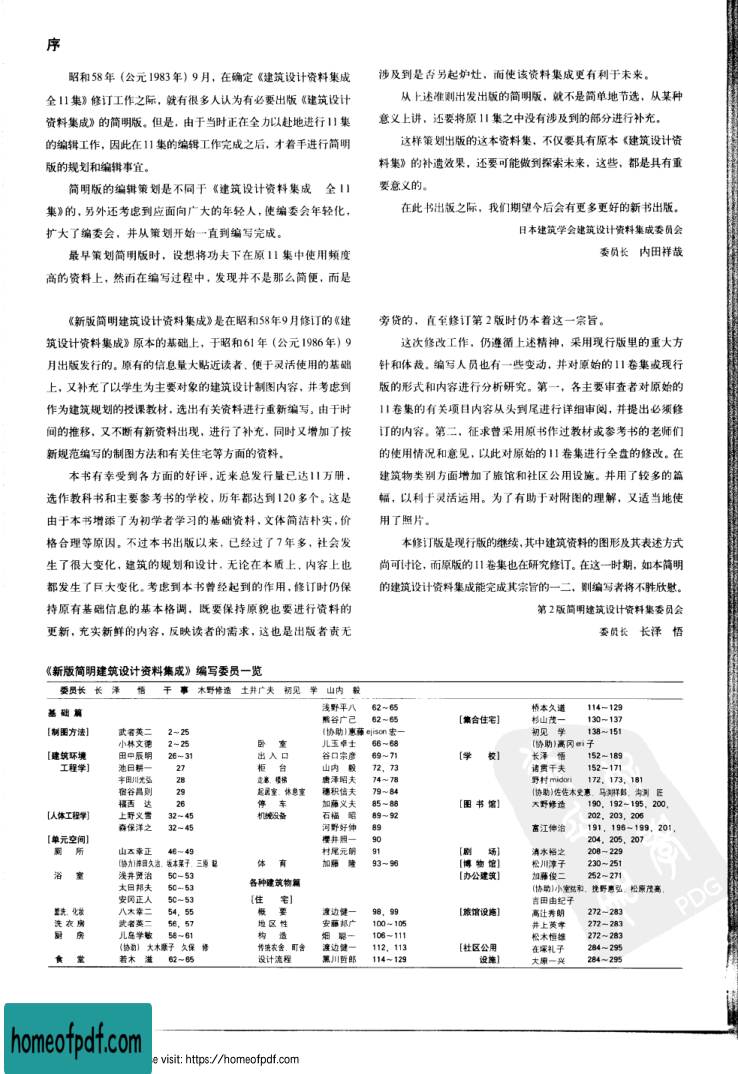 序
昭和58年（公元1983年）9月，在确定《建筑设计资料集成
全11集》修订工作之际，就有很多人认为有必要出版《建筑设计
资料集成》的简明版。但是，由于当时正在全力以赴地进行11集
的编辑工作，因此在11集的编辑工作完成之后，才着手进行简明
版的规划和编辑事宜。
简明版的编辑策划是不同于《建筑设计资料集成 全11
集》的，另外还考虑到应面向广大的年轻人，使编委会年轻化，
扩大了编委会，并从策划开始一直到编写完成。
最早策划简明版时，设想将功夫下在原11集中使用频度
高的资料上，然而在编写过程中，发现并不是那么简便，而是
涉及到是否另起炉灶，而使该资料集成更有利于未来。
从上述准则出发出版的简明版，就不是简单地节选，从某种
意义上讲，还要将原11集之中没有涉及到的部分进行补充。
这样策划出版的这本资料集，不仅要具有原本《建筑设计资
料集》的补遗效果，还要可能做到探索未来，这些，都是具有重
要意义的。
在此书出版之际，我们期望今后会有更多更好的新书出版。
日本建筑学会建筑设计资料集成委员会
委员长 内田祥哉
《新版简明建筑设计资料集成》是在昭和58年9月修订的《建
筑设计资料集成》原本的基础上，于昭和61年（公元1986年）9
月出版发行的。原有的信息量大贴近读者、便于灵活使用的基础
上，又补充了以学生为主要对象的建筑设计制图内容，并考虑到
作为建筑规划的授课教材，选出有关资料进行重新编写。由于时
间的推移，又不断有新资料出现，进行了补充，同时又增加了按
新规范编写的制图方法和有关住宅等方面的资料。
本书有幸受到各方面的好评，近来总发行量已达11万册，
选作教科书和主要参考书的学校，历年都达到120多个。这是
由于本书增添了为初学者学习的基础资料、文体简洁朴实，价
格合理等原因。不过本书出版以来，已经过了7年多，社会发
生了很大变化，建筑的规划和设计，无论在本质上、内容上也
都发生了巨大变化。考虑到本书曾经起到的作用，修订时仍保
持原有基础信息的基本格调，既要保持原貌也要进行资料的
更新，充实新鲜的内容，反映读者的需求，这也是出版者责无
旁贷的，直至修订第2版时仍本着这一宗旨。
这次修改工作，仍遵循上述精神，采用现行版里的重大方
针和体裁。编写人员也有一些变动，并对原始的11卷集或现行
版的形式和内容进行分析研究。第一，各主要审查者对原始的
11卷集的有关项目内容从头到尾进行详细审阅，并提出必须修
订的内容。第二，征求曾采用原书作过教材或参考书的老师们
的使用情况和意见，以此对原始的11卷集进行全盘的修改。在
建筑物类别方面增加了旅馆和社区公用设施。并用了较多的篇
幅，以利于灵活运用。为了有助于对附图的理解，又适当地使
用了照片。
本修订版是现行版的继续，其中建筑资料的图形及其表述方式
尚可讨论，而原版的11卷集也在研究修订。在这一时期，如本简明
的建筑设计资料集成能完成其宗旨的一二，则编写者将不胜欣慰。
第2版简明建筑设计资料集委员会
委员长 长泽 悟
《新版简明建筑设计资料集成》编写委员一览
委员长 长 泽 悟 干 事 木野修造 土井广夫 初见 学 山内 毅
基 础 篇
[制图方法] 武者英二 2～25
小林文德 2～25
[建筑环境 田中辰明 26～31
工程学] 池田耕一 27
宇田川光弘 28
宿谷昌则 29
福西 达 26
[人体工程学] 上野义雪 32～45
森保洋之 32～45
[单元空间]
厕 所 山本幸正 46～49
浴 室 浅井贤治 50～53
太田邦夫 50～53
安冈正人 50～53
盥洗、化妆 八木幸二 54，55
洗 衣 房 武者英二 56，57
厨 房 儿岛学敏 58～61
(协助) 大木 久保 修
食 堂 若木 滋 62～65
浅野平八 62～65
熊谷广己 62～65
(协助)惠藤 ejison 宏一
卧 室 儿玉卓士 66～68
出 入 口 谷口宗彦 69～71
柜 台 山内 毅 72，73
走廊、楼梯 唐泽昭夫 74～78
起居室、休息室 穗积信夫 79～84
停 车 加藤义夫 85～88
机械设备 石福 昭 89～92
河野好伸 89
樱井照一 90
村尾元朗 91
体 育 加藤 隆 93～96
各种建筑物篇
[住 宅]
概 要 渡边健一 98，99
地 区 性 安藤邦广 100～105
构 造 畑 聪一 106～111
传统农舍、町舍 渡边健一 112，113
设计流程 黑川哲郎 114～129
桥本久道 114～129
[集合住宅] 杉山茂一 130～137
初见 学 138～151
(协助)高冈 eri 子
[学 校] 长泽 悟 152～189
诸贯干夫 152～171
野村 midori 172，173，181
[图 书 馆] 木野修造 190，192～195，200，
202，203，206
富江伸治 191，196～199，201，
204，205，207
[剧 场] 清水裕之 208～229
[博 物 馆] 松川淳子 230～251
[办公建筑] 加藤俊二 252～271
吉田由纪子
[旅馆设施] 高辻秀朗 272～283
井上英孝 272～283
松木恒雄 272～283
[社区公用 在塚礼子 284～295
设施] 大原一兴 284～295
PDG
homeofpdf.com
e visit: https://homeofpdf.com